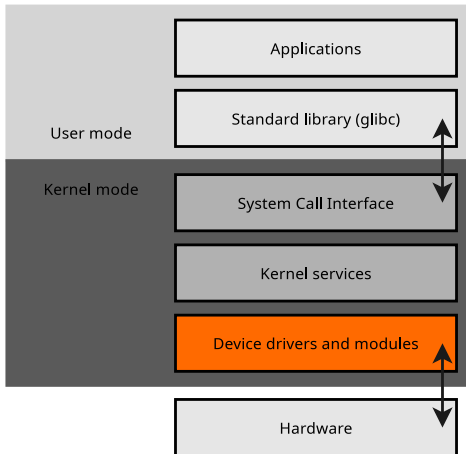 Applications
Standard library (glibc)
User mode
Kernel mode
System Call Interface
Kernel services
Device drivers and modules
Hardware